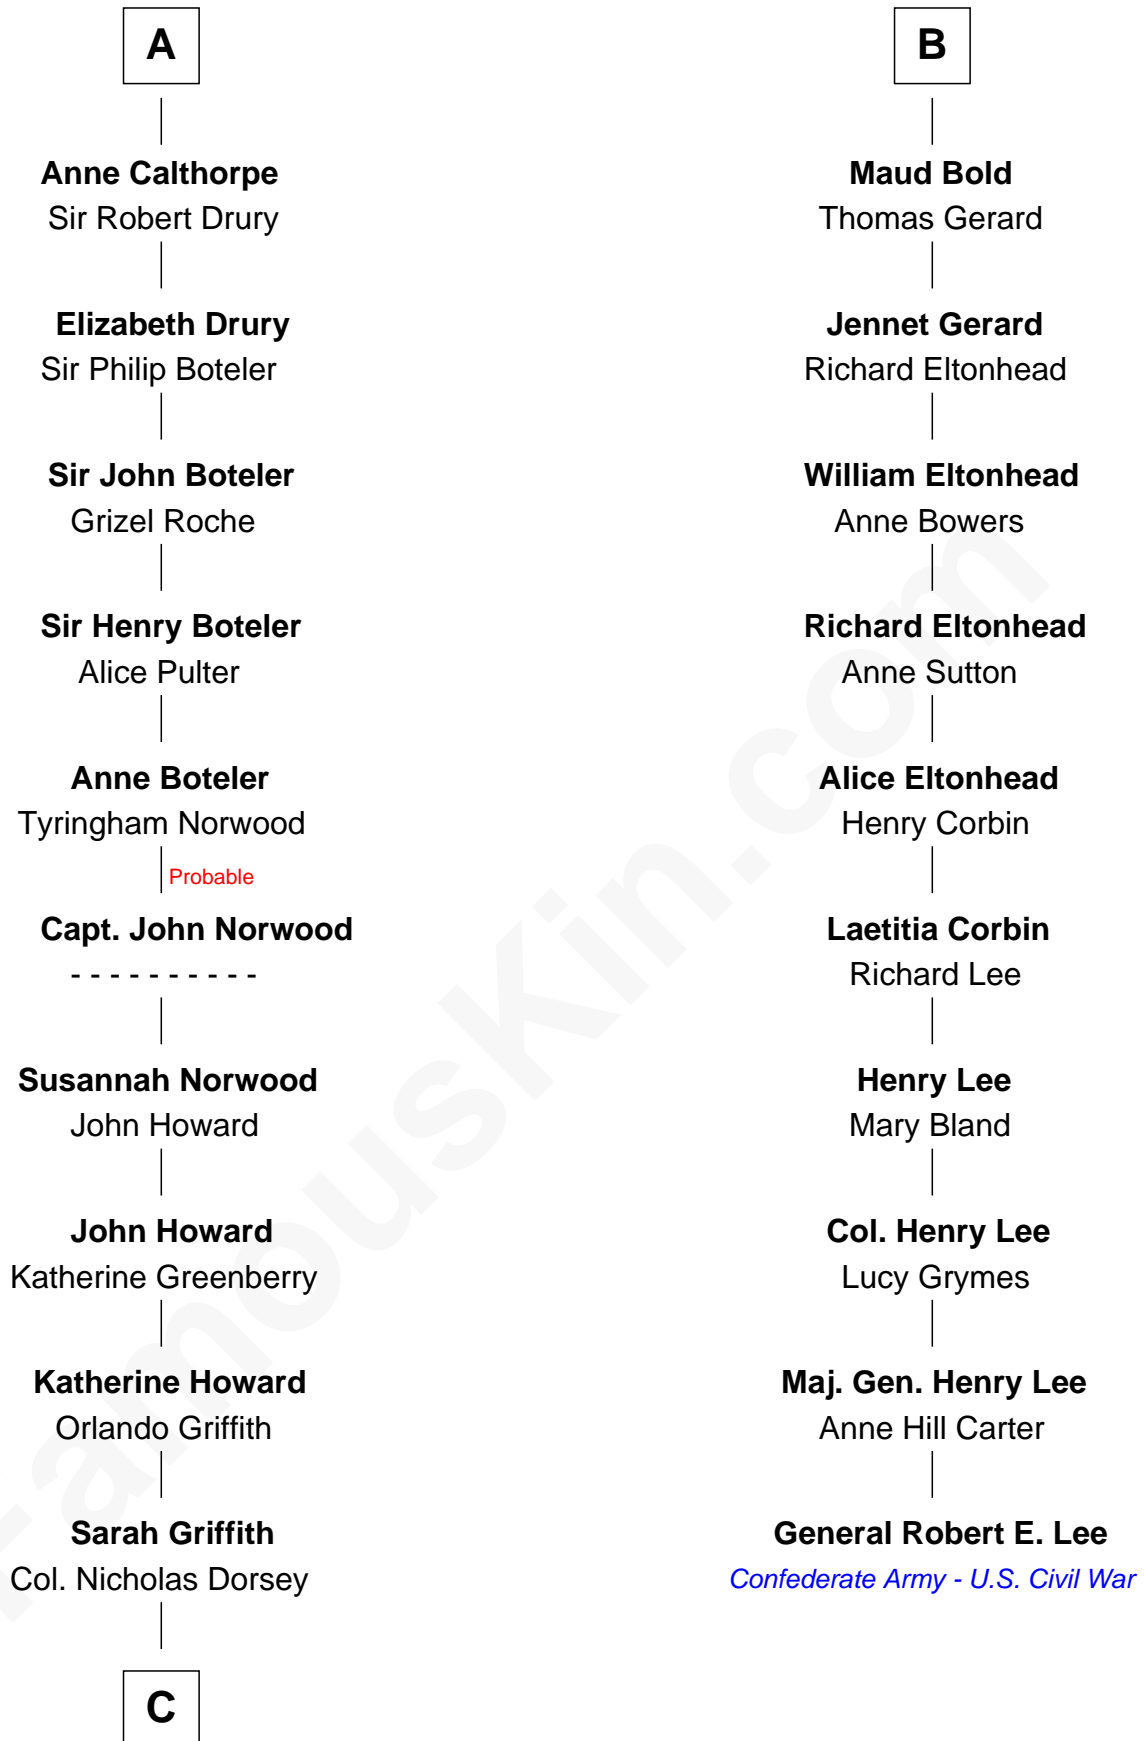 A
Anne Calthorpe
Sir Robert Drury
Elizabeth Drury
Sir Philip Boteler
Sir John Boteler
Grizel Roche
Sir Henry Boteler
Alice Pulter
Anne Boteler
Tyringham Norwood
Probable
Capt. John Norwood
- - - - - - - - - -
Susannah Norwood
John Howard
John Howard
Katherine Greenberry
Katherine Howard
Orlando Griffith
Sarah Griffith
Col. Nicholas Dorsey
C
B
Maud Bold
Thomas Gerard
Jennet Gerard
Richard Eltonhead
William Eltonhead
Anne Bowers
Richard Eltonhead
Anne Sutton
Alice Eltonhead
Henry Corbin
Laetitia Corbin
Richard Lee
Henry Lee
Mary Bland
Col. Henry Lee
Lucy Grymes
Maj. Gen. Henry Lee
Anne Hill Carter
General Robert E. Lee
Confederate Army - U.S. Civil War
FamousKin.com